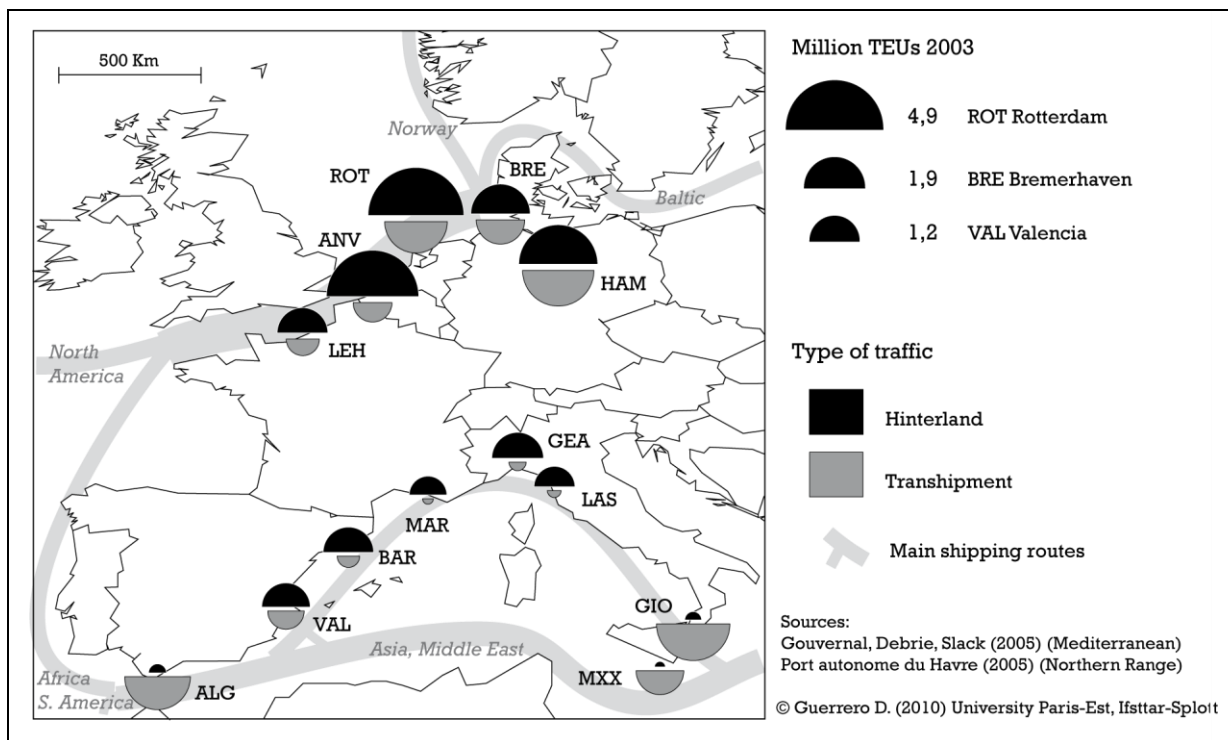 500 Km
Norway
BRE
ROT
Baltic
ANV
HAM
LEH
North
America
GEA
LAS
MAR
BAR
GIO
VAL
Asia, Middle East
MXX
Africa
S. America
ALG
Million TEUs 2003
4,9 ROT Rotterdam
1,9 BRE Bremerhaven
1,2 VAL Valencia
Type of traffic
Hinterland
Transhipment
Main shipping routes
Sources:
Gouvernal, Debrie, Slack (2005) (Mediterranean)
Port autonome du Havre (2005) (Northern Range)
© Guerrero D. (2010) University Paris-Est, Ifsttar-Splott